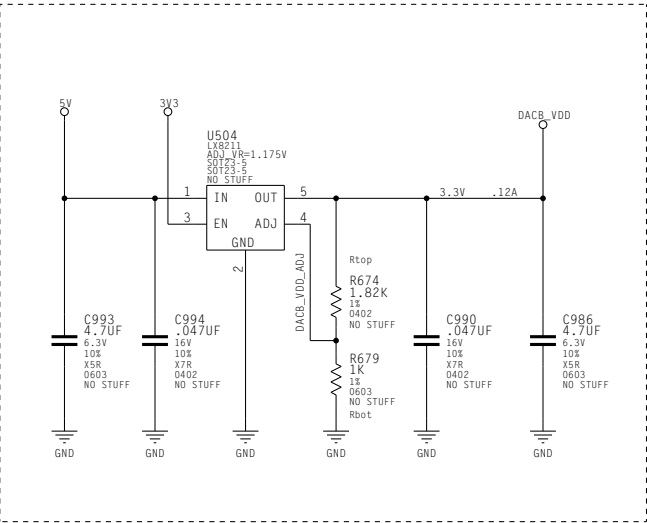 5V
3V3
DACB_VDD
U504
LX8211
ADJ_VR=1.175V
SOT23-5
SOT23-5
NO STUFF
1
IN
OUT
5
3.3V
.12A
3
EN
ADJ
4
GND
2
DACB_VDD_ADJ
Rtop
R674
1.82K
1%
0402
NO STUFF
C993
4.7UF
6.3V
10%
X5R
0603
NO STUFF
C994
.047UF
16V
10%
X7R
0402
NO STUFF
R679
1K
1%
0603
NO STUFF
Rbot
C990
.047UF
16V
10%
X7R
0402
NO STUFF
C986
4.7UF
6.3V
10%
X5R
0603
NO STUFF
GND
GND
GND
GND
GND
GND